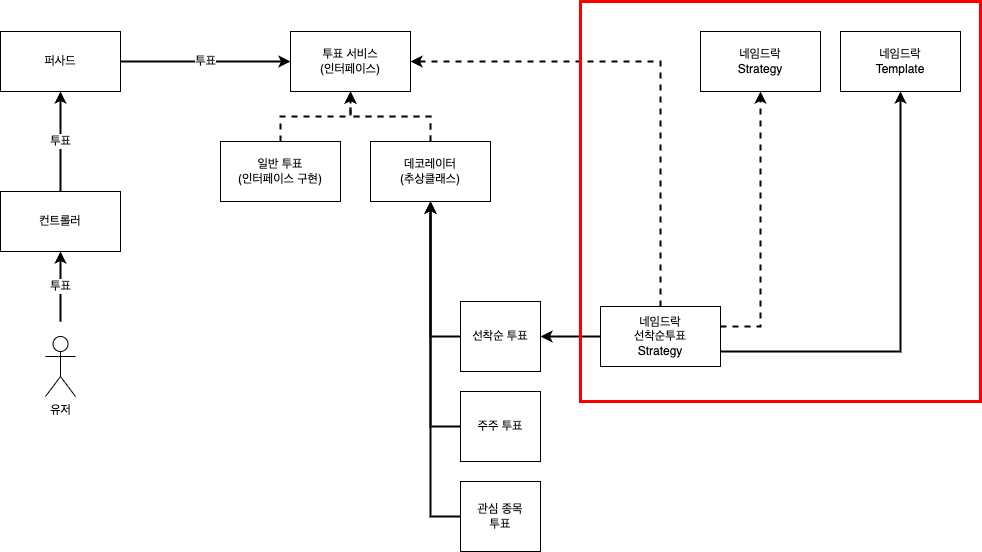 퍼사드
투표
투표 서비스
(인터페이스)
네임드락
Strategy
네임드락
Template
투표
일반 투표
(인터페이스 구현)
데코레이터
(추상클래스)
컨트롤러
투표
유저
선착순 투표
네임드락
선착순투표
Strategy
주주 투표
관심 종목
투표